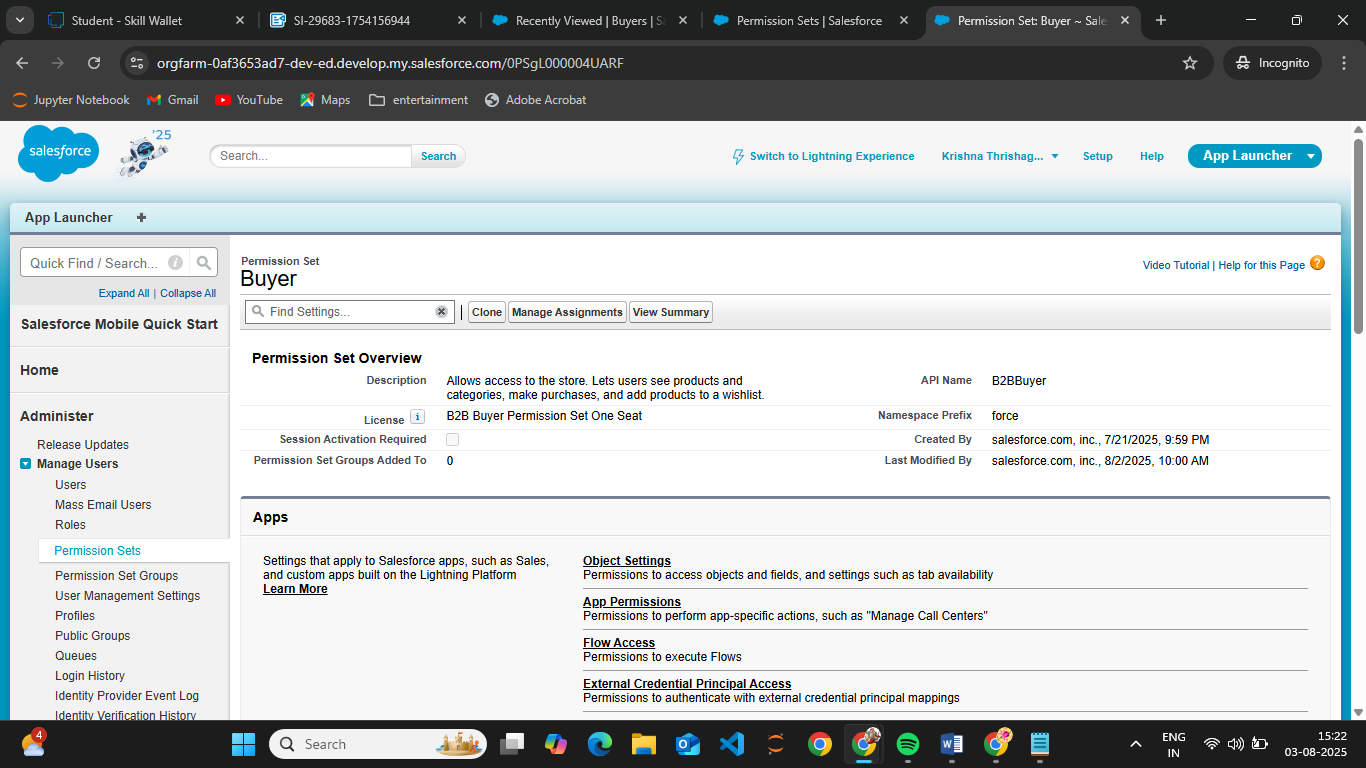 Student - Skill Wallet
SI-29683-1754156944
Recently Viewed | Buyers | Sa
Permission Sets | Salesforce
Permission Set: Buyer ~ Sale
orgfarm-0af3653ad7-dev-ed.develop.my.salesforce.com/0PSgL000004UARF
Incognito
Jupyter Notebook
Gmail
YouTube
Maps
entertainment
Adobe Acrobat
salesforce
'25
Search...
Search
Switch to Lightning Experience
Krishna Thrishag...
Setup
Help
App Launcher
App Launcher
Quick Find / Search...
Expand All | Collapse All
Salesforce Mobile Quick Start
Home
Administer
Release Updates
Manage Users
Users
Mass Email Users
Roles
Permission Sets
Permission Set Groups
User Management Settings
Profiles
Public Groups
Queues
Login History
Identity Provider Event Log
Identity Verification History
Permission Set
Buyer
Video Tutorial | Help for this Page
Find Settings...
Clone
Manage Assignments
View Summary
Permission Set Overview
Description
Allows access to the store. Lets users see products and
categories, make purchases, and add products to a wishlist.
API Name
B2BBuyer
License
B2B Buyer Permission Set One Seat
Namespace Prefix
force
Session Activation Required
Created By
salesforce.com, inc., 7/21/2025, 9:59 PM
Permission Set Groups Added To
0
Last Modified By
salesforce.com, inc., 8/2/2025, 10:00 AM
Apps
Settings that apply to Salesforce apps, such as Sales,
and custom apps built on the Lightning Platform
Learn More
Object Settings
Permissions to access objects and fields, and settings such as tab availability
App Permissions
Permissions to perform app-specific actions, such as "Manage Call Centers"
Flow Access
Permissions to execute Flows
External Credential Principal Access
Permissions to authenticate with external credential principal mappings
4
Search
ENG
IN
15:22
03-08-2025